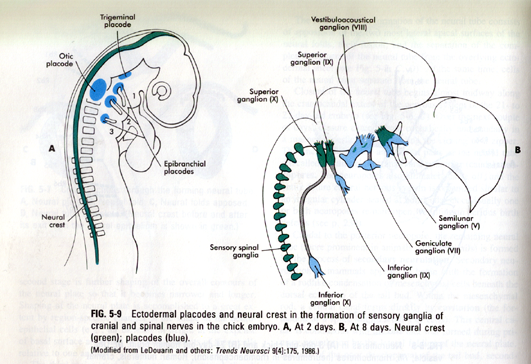 Trigeminal
placode
Otic
placode
1
2
3
A
Epibranchial
placodes
Neural
crest
Vestibuloacoustical
ganglion (VIII)
Superior
ganglion (IX)
Superior
ganglion (X)
B
Semilunar
ganglion (V)
Geniculate
ganglion (VII)
Sensory spinal
ganglia
Inferior
ganglion (IX)
Inferior
ganglion (X)
FIG. 5-9 Ectodermal placodes and neural crest in the formation of sensory ganglia of
cranial and spinal nerves in the chick embryo. A, At 2 days. B, At 8 days. Neural crest
(green); placodes (blue).
(Modified from LeDouarin and others: Trends Neurosci 9(4):175, 1986.)